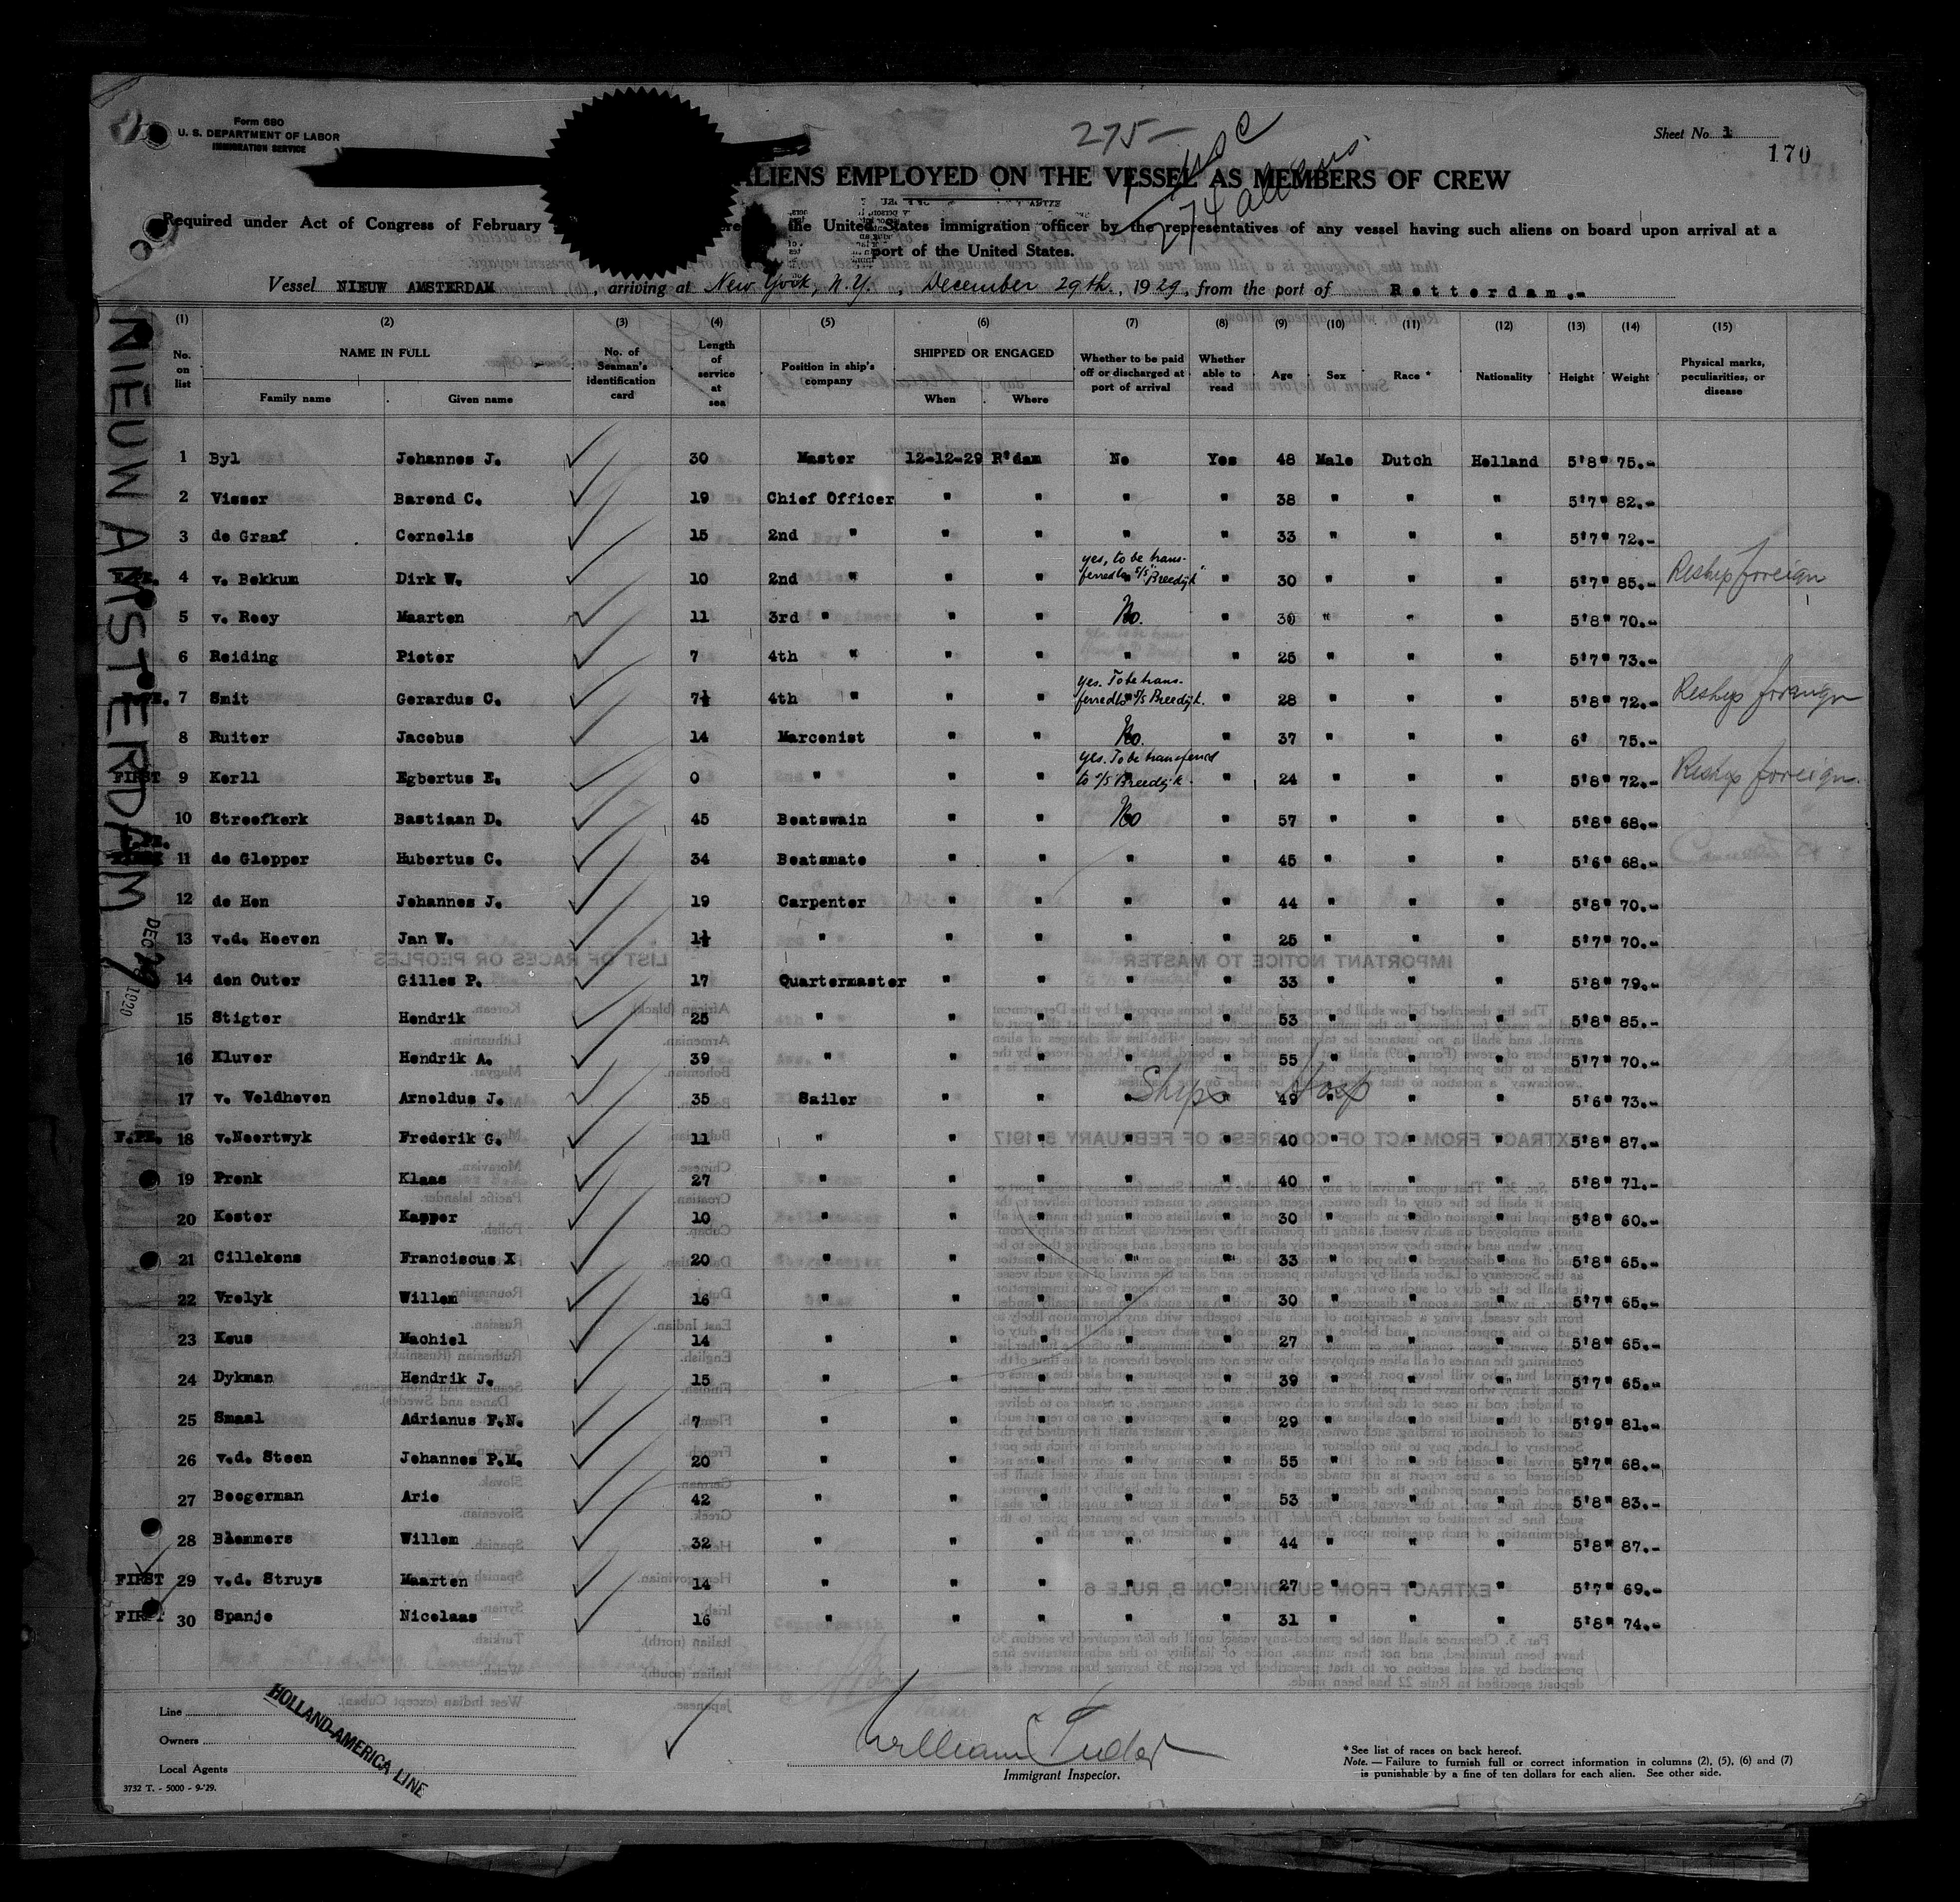 Form 680
U. S. DEPARTMENT OF LABOR
IMMIGRATION SERVICE
275-
Sheet No. 1
170
ALIENS EMPLOYED ON THE VESSEL AS MEMBERS OF CREW
274 aliens
Required under Act of Congress of February the United States immigration officer by the representatives of any vessel having such aliens on board upon arrival at a
port of the United States.
Vessel NIEUW AMSTERDAM, arriving at New York, N.Y., December 29th., 1929, from the port of Rotterdam.-
NIEUW AMSTERDAM
DEC 29 1929
(1) (2) (3) (4) (5) (6) (7) (8) (9) (10) (11) (12) (13) (14) (15)
No. on list NAME IN FULL Family name Given name No. of Seaman's identification card Length of service at sea Position in ship's company SHIPPED OR ENGAGED When Where Whether to be paid off or discharged at port of arrival Whether able to read Age Sex Race * Nationality Height Weight Physical marks, peculiarities, or disease
1 Byl Johannes J. 30 Master 12-12-29 R'dam No Yes 48 Male Dutch Holland 5'8" 75.-
2 Visser Barend C. 19 Chief Officer " " " " 38 " " " 5'7" 82.-
3 de Graaf Cornelis 15 2nd " " " " " 33 " " " 5'7" 72.-
4 v. Bekkum Dirk W. 10 2nd " " " yes, to be transferred to s/s "Breedijk" " 30 " " " 5'7" 85.- Reship foreign
5 v. Rooy Maarten 11 3rd " " " No. " 30 " " " 5'8" 70.-
6 Reiding Pieter 7 4th " " " " " 25 " " " 5'7" 73.-
7 Smit Gerardus C. 7½ 4th " " " yes. To be transferred to s/s Breedijk. " 28 " " " 5'8" 72.- Reship foreign
8 Ruiter Jacobus 14 Marconist " " No. " 37 " " " 6' 75.-
FIRST 9 Kerll Egbertus E. 0 " " " yes. To be transferred to s/s Breedijk. " 24 " " " 5'8" 72.- Reship foreign.
10 Streefkerk Bastiaan D. 45 Boatswain " " No " 57 " " " 5'8" 68.-
11 de Glopper Hubertus C. 34 Boatsmate " " " " 45 " " " 5'6" 68.-
12 de Hon Johannes J. 19 Carpenter " " " " 44 " " " 5'8" 70.-
13 v.d. Hoeven Jan W. 1½ " " " " " 25 " " " 5'7" 70.-
14 den Outer Gilles P. 17 Quartermaster " " " " 33 " " " 5'8" 79.-
15 Stigter Hendrik 25 " " " " " 53 " " " 5'8" 85.-
16 Kluver Hendrik A. 39 " " " " " 55 " " " 5'7" 70.-
17 v. Veldhoven Arnoldus J. 35 Sailor " " " " 49 " " " 5'6" 73.-
Ships Hosp
F.PE. 18 v.Noortwyk Frederik G. 11 " " " " " 40 " " " 5'8" 87.-
19 Pronk Klaas 27 " " " " " 40 " " " 5'8" 71.-
20 Koster Kapper 10 " " " " " 30 " " " 5'8" 60.-
21 Cillekens Franciscus X 20 " " " " " 33 " " " 5'8" 65.-
22 Vrolyk Willem 16 " " " " " 30 " " " 5'7" 65.-
23 Keus Machiel 14 " " " " " 27 " " " 5'8" 65.-
24 Dykman Hendrik J. 15 " " " " " 39 " " " 5'7" 65.-
25 Smaal Adrianus F.N. 7 " " " " " 29 " " " 5'9" 81.-
26 v.d. Steen Johannes P.M. 20 " " " " " 55 " " " 5'7" 68.-
27 Boegerman Arie 42 " " " " " 53 " " " 5'8" 83.-
28 Blommers Willem 32 " " " " " 44 " " " 5'8" 87.-
FIRST 29 v.d. Struys Maarten 14 " " " " " 27 " " " 5'7" 69.-
FIRST 30 Spanje Nicolaas 16 " " " " " 31 " " " 5'8" 74.-
Line
Owners
Local Agents
HOLLAND-AMERICA LINE
3732 T. - 5000 - 9-'29.
William Tudor
Immigrant Inspector.
* See list of races on back hereof.
Note.—Failure to furnish full or correct information in columns (2), (5), (6) and (7)
is punishable by a fine of ten dollars for each alien. See other side.